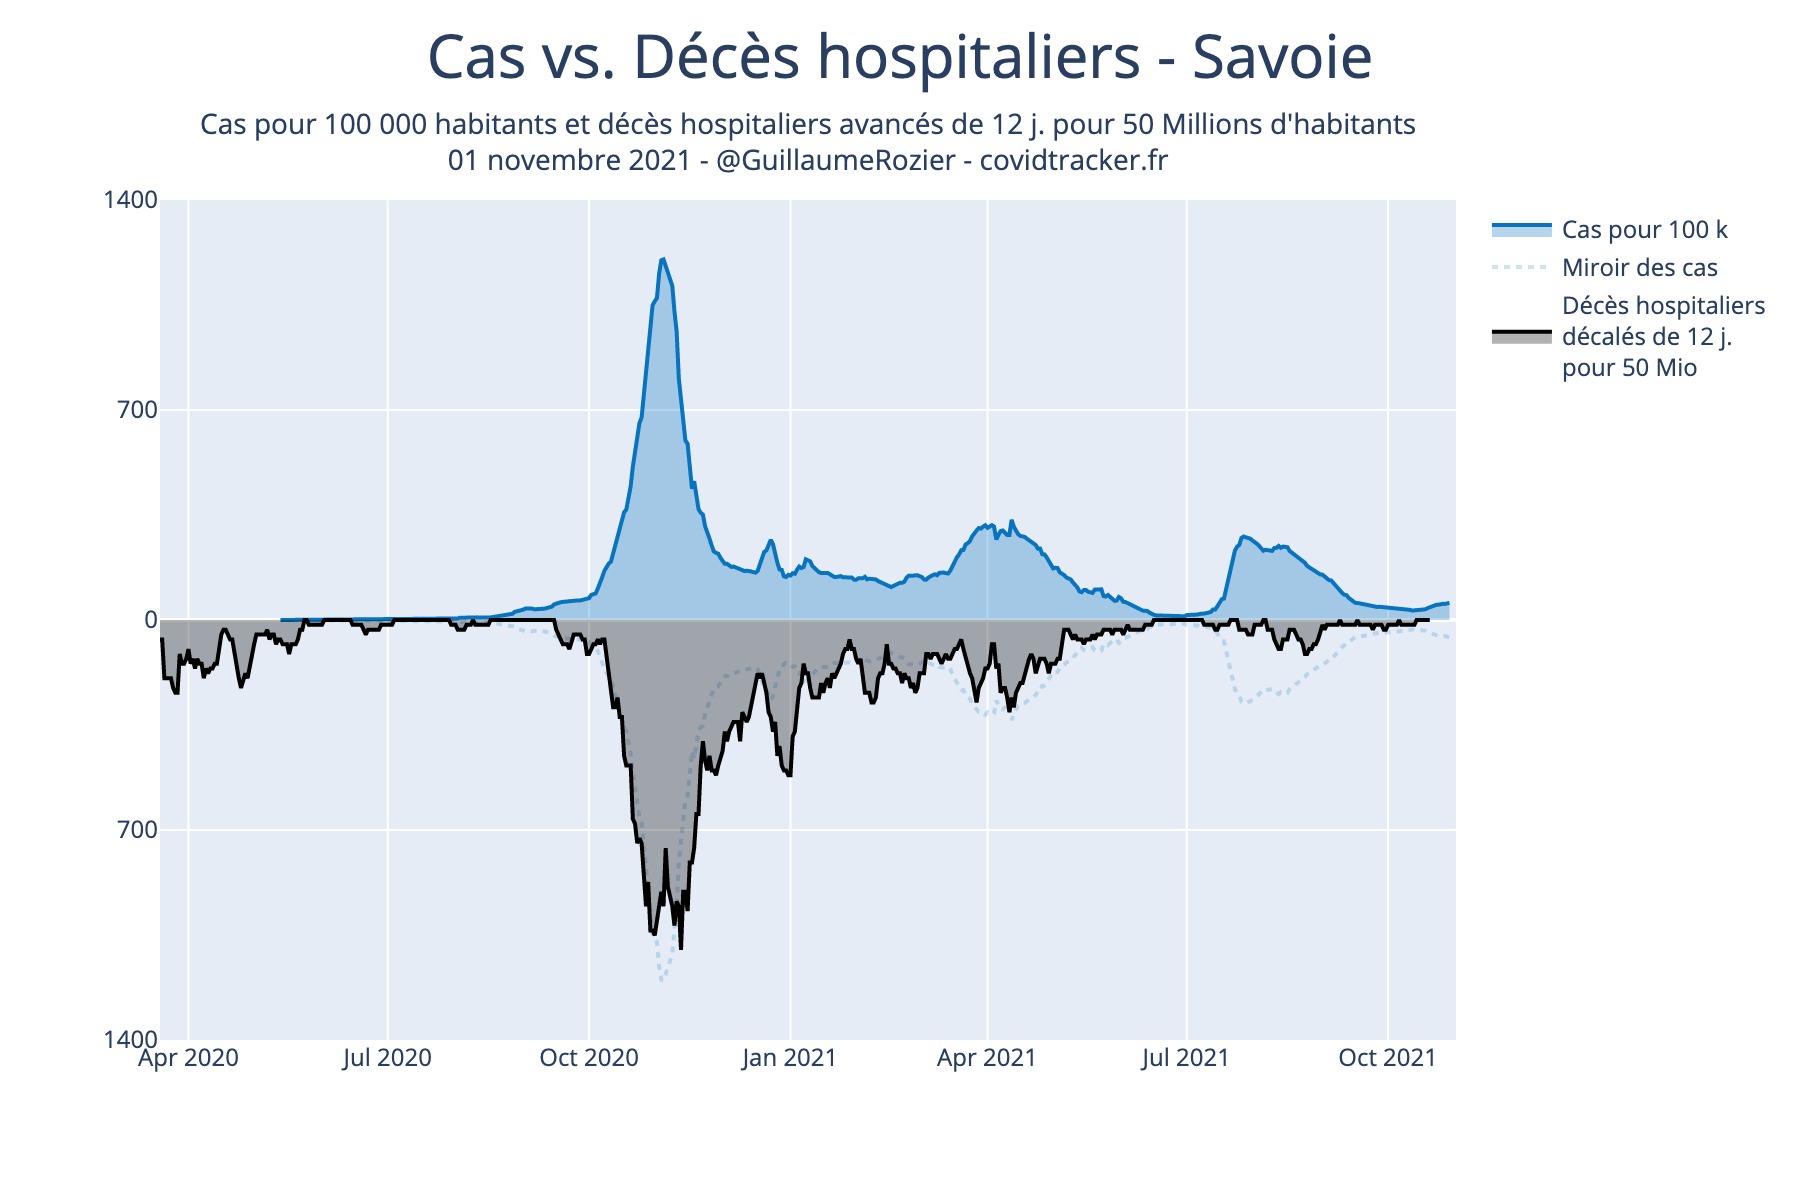 Cas vs. Décès hospitaliers - Savoie
Cas pour 100 000 habitants et décès hospitaliers avancés de 12 j. pour 50 Millions d'habitants
01 novembre 2021 - @GuillaumeRozier - covidtracker.fr
1400
700
0
700
1400
Apr 2020
Jul 2020
Oct 2020
Jan 2021
Apr 2021
Jul 2021
Oct 2021
Cas pour 100 k
Miroir des cas
Décès hospitaliers
décalés de 12 j.
pour 50 Mio